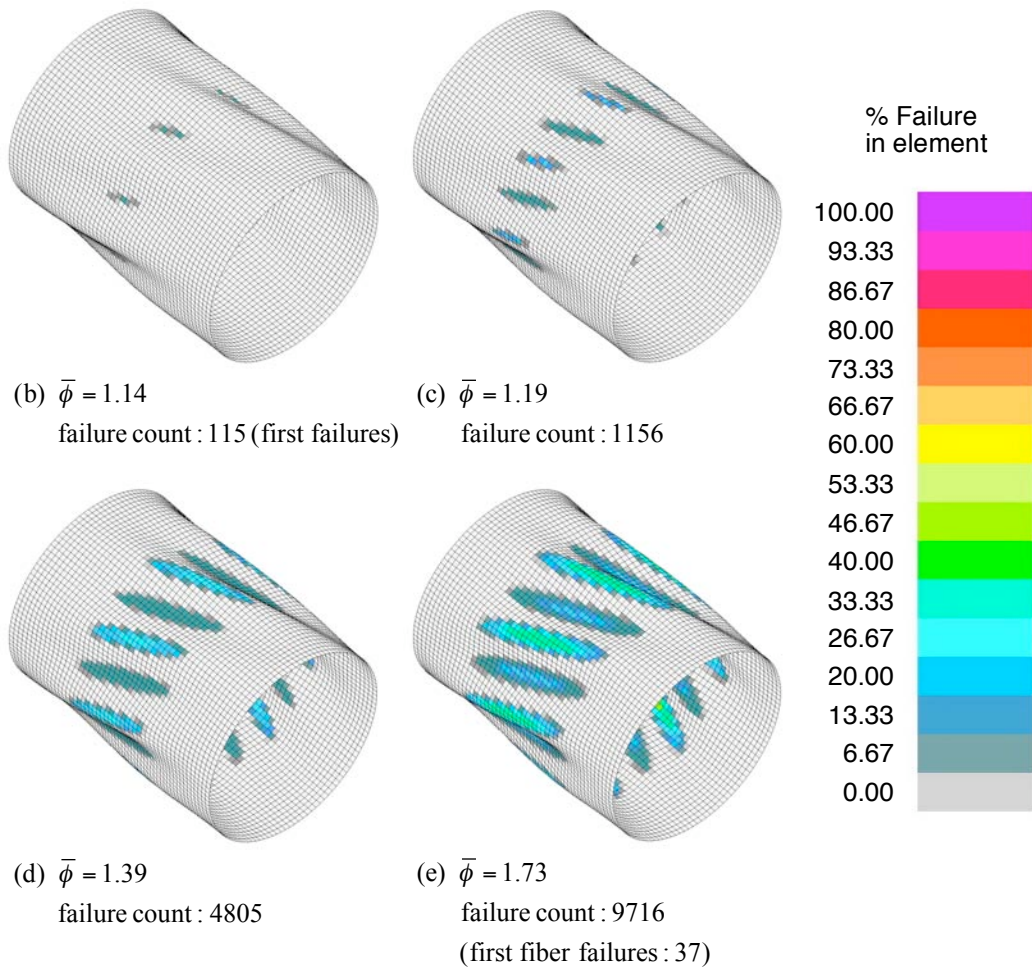 (b) ϕ̅ = 1.14
failure count : 115 (first failures)
(c) ϕ̅ = 1.19
failure count : 1156
(d) ϕ̅ = 1.39
failure count : 4805
(e) ϕ̅ = 1.73
failure count : 9716
(first fiber failures : 37)
% Failure
in element
100.00
93.33
86.67
80.00
73.33
66.67
60.00
53.33
46.67
40.00
33.33
26.67
20.00
13.33
6.67
0.00